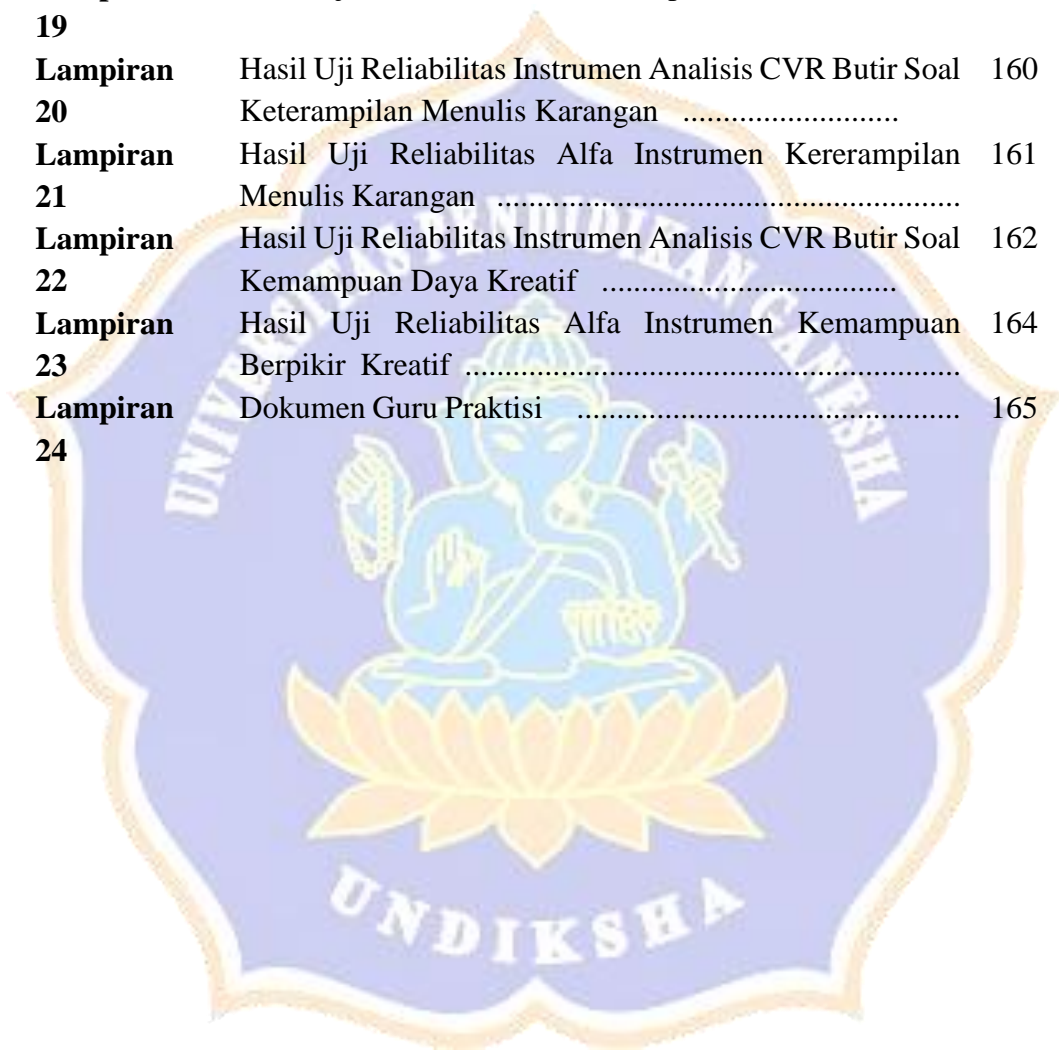 19
Lampiran Hasil Uji Reliabilitas Instrumen Analisis CVR Butir Soal 160
20 Keterampilan Menulis Karangan .......................
Lampiran Hasil Uji Reliabilitas Alfa Instrumen Kererampilan 161
21 Menulis Karangan .................................................
Lampiran Hasil Uji Reliabilitas Instrumen Analisis CVR Butir Soal 162
22 Kemampuan Daya Kreatif ...............................
Lampiran Hasil Uji Reliabilitas Alfa Instrumen Kemampuan 164
23 Berpikir Kreatif ....................................................
Lampiran Dokumen Guru Praktisi ......................................... 165
24
UNIVERSITAS PENDIDIKAN GANESHA
UNDIKSHA